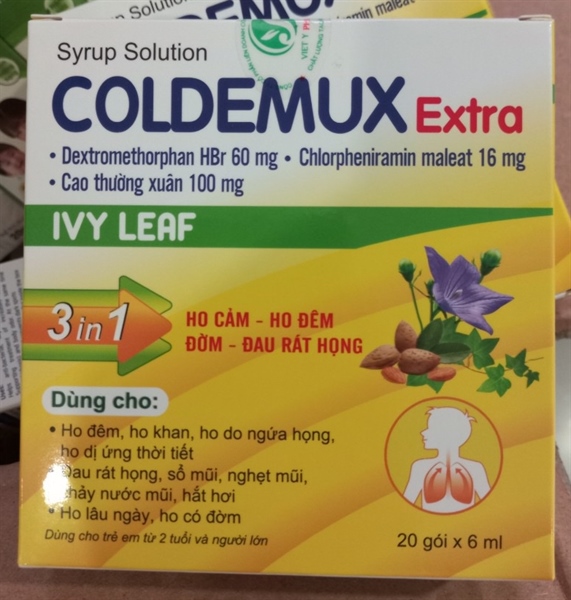 Syrup Solution
COLDEMUX Extra
• Dextromethorphan HBr 60 mg • Chlorpheniramin maleat 16 mg
• Cao thường xuân 100 mg
IVY LEAF
3 in 1
HO CẢM - HO ĐÊM
ĐỜM - ĐAU RÁT HỌNG
Dùng cho:
• Ho đêm, ho khan, ho do ngứa họng,
ho dị ứng thời tiết
Đau rát họng, sổ mũi, nghẹt mũi,
chảy nước mũi, hắt hơi
• Ho lâu ngày, ho có đờm
Dùng cho trẻ em từ 2 tuổi và người lớn
20 gói x 6 ml